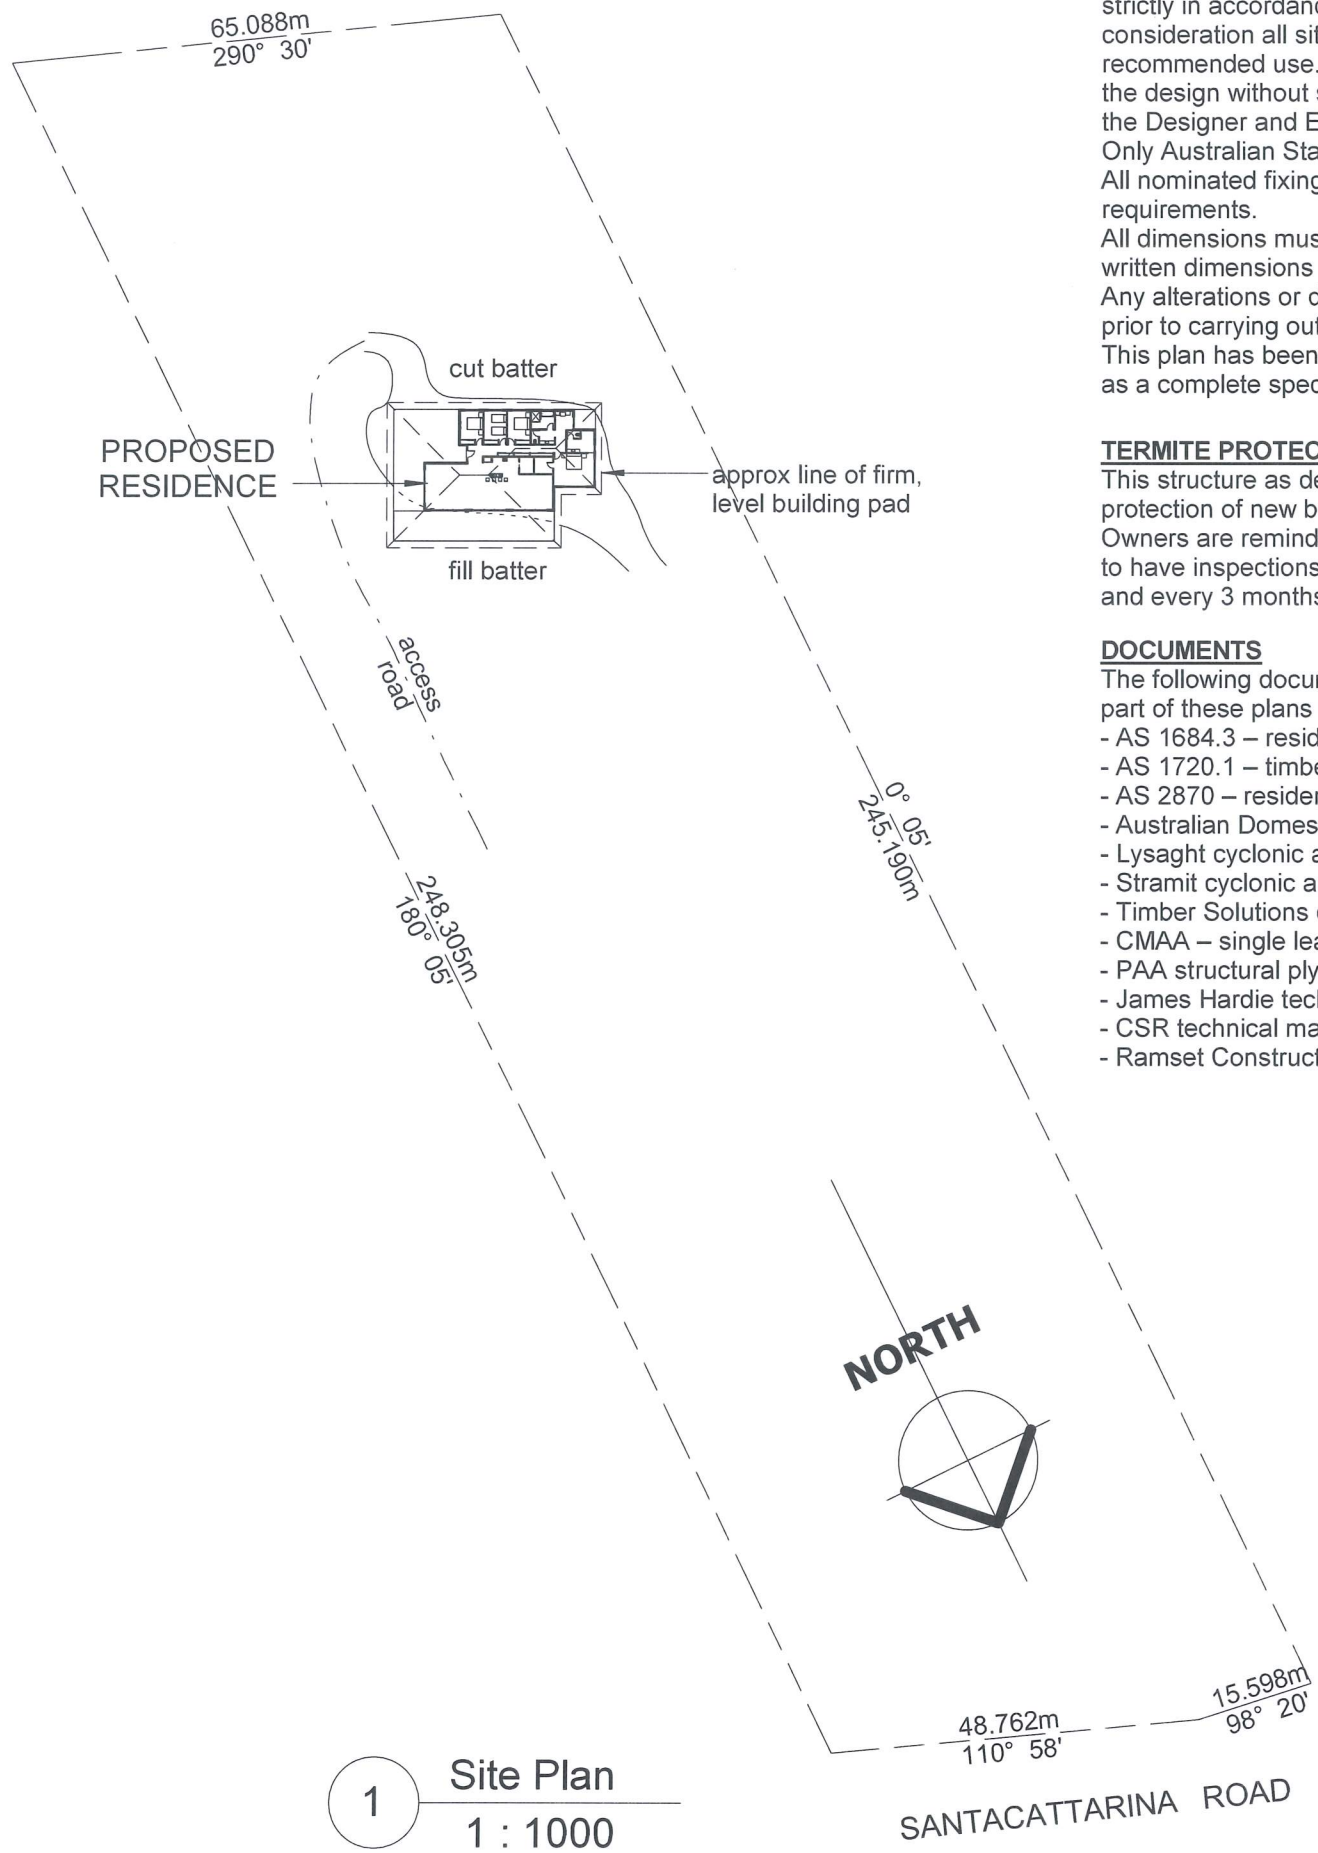 65.088m
290° 30'
cut batter
PROPOSED
RESIDENCE
approx line of firm,
level building pad
fill batter
access
road
0° 05'
245.190m
248.305m
180° 05'
NORTH
48.762m
110° 58'
15.598m
98° 20'
SANTACATTARINA ROAD
1
Site Plan
1 : 1000
strictly in accordanc
consideration all sit
recommended use.
the design without s
the Designer and E
Only Australian Sta
All nominated fixing
requirements.
All dimensions mus
written dimensions
Any alterations or d
prior to carrying out
This plan has been
as a complete spec
TERMITE PROTEC
This structure as de
protection of new b
Owners are remind
to have inspections
and every 3 months
DOCUMENTS
The following docu
part of these plans
- AS 1684.3 – resid
- AS 1720.1 – timbe
- AS 2870 – residen
- Australian Domes
- Lysaght cyclonic a
- Stramit cyclonic a
- Timber Solutions
- CMAA – single lea
- PAA structural ply
- James Hardie tec
- CSR technical ma
- Ramset Construct